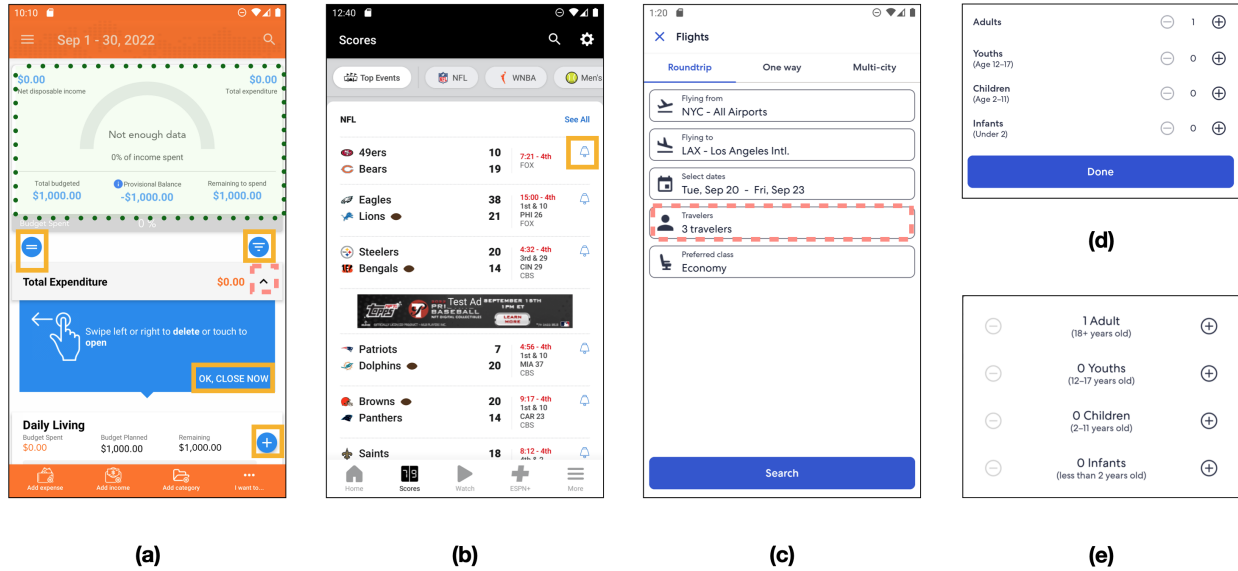 10:10
Sep 1 - 30, 2022
$0.00 $0.00
Net disposable income Total expenditure
Not enough data
0% of income spent
Total budgeted Provisional Balance Remaining to spend
$1,000.00 -$1,000.00 $1,000.00
Budget Spent 0 %
Total Expenditure $0.00
Swipe left or right to delete or touch to
open
OK, CLOSE NOW
Daily Living
Budget Spent Budget Planned Remaining
$0.00 $1,000.00 $1,000.00
Add expense Add income Add category I want to...
(a)
12:40
Scores
Top Events NFL WNBA Men's
NFL See All
49ers 10 7:21 - 4th
Bears 19 FOX
Eagles 38 15:00 - 4th
1st & 10
Lions 21 PHI 26
FOX
Steelers 20 4:32 - 4th
3rd & 29
Bengals 14 CIN 29
CBS
Topps Test Ad SEPTEMBER 15TH
1PM ET
BASEBALL
LEARN
MORE
Patriots 7 4:56 - 4th
1st & 10
Dolphins 20 MIA 37
CBS
Browns 20 9:17 - 4th
1st & 10
Panthers 14 CAR 23
CBS
Saints 18 8:12 - 4th
Home Scores Watch ESPN+ More
(b)
1:20
Flights
Roundtrip One way Multi-city
Flying from
NYC - All Airports
Flying to
LAX - Los Angeles Intl.
Select dates
Tue, Sep 20 - Fri, Sep 23
Travelers
3 travelers
Preferred class
Economy
Search
(c)
Adults 1
Youths
(Age 12-17) 0
Children
(Age 2-11) 0
Infants
(Under 2) 0
Done
(d)
1 Adult
(18+ years old)
0 Youths
(12-17 years old)
0 Children
(2-11 years old)
0 Infants
(less than 2 years old)
(e)